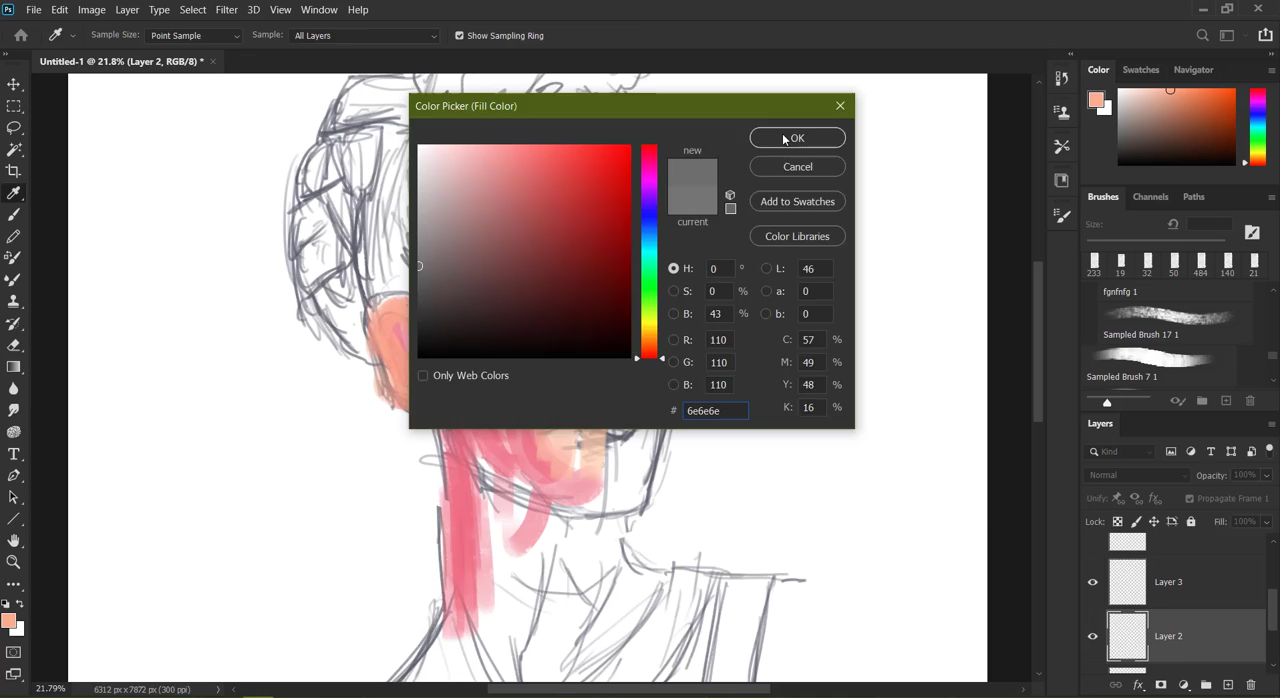 Ps File Edit Image Layer Type Select Filter 3D View Window Help
Sample Size: Point Sample Sample: All Layers Show Sampling Ring
Untitled-1 @ 21.8% (Layer 2, RGB/8) * ×
Color Picker (Fill Color)
new
current
OK
Cancel
Add to Swatches
Color Libraries
H: 0 ° L: 46
S: 0 % a: 0
B: 43 % b: 0
R: 110 C: 57 %
G: 110 M: 49 %
B: 110 Y: 48 %
# 6e6e6e K: 16 %
Only Web Colors
Color Swatches Navigator
Brushes Channels Paths
Size:
233 19 32 50 484 140 21
fgnfnfg 1
Sampled Brush 17 1
Sampled Brush 7 1
Layers
Kind
Normal Opacity: 100%
Unify: Propagate Frame 1
Lock: Fill: 100%
Layer 3
Layer 2
21.79% 6312 px x 7872 px (300 ppi)